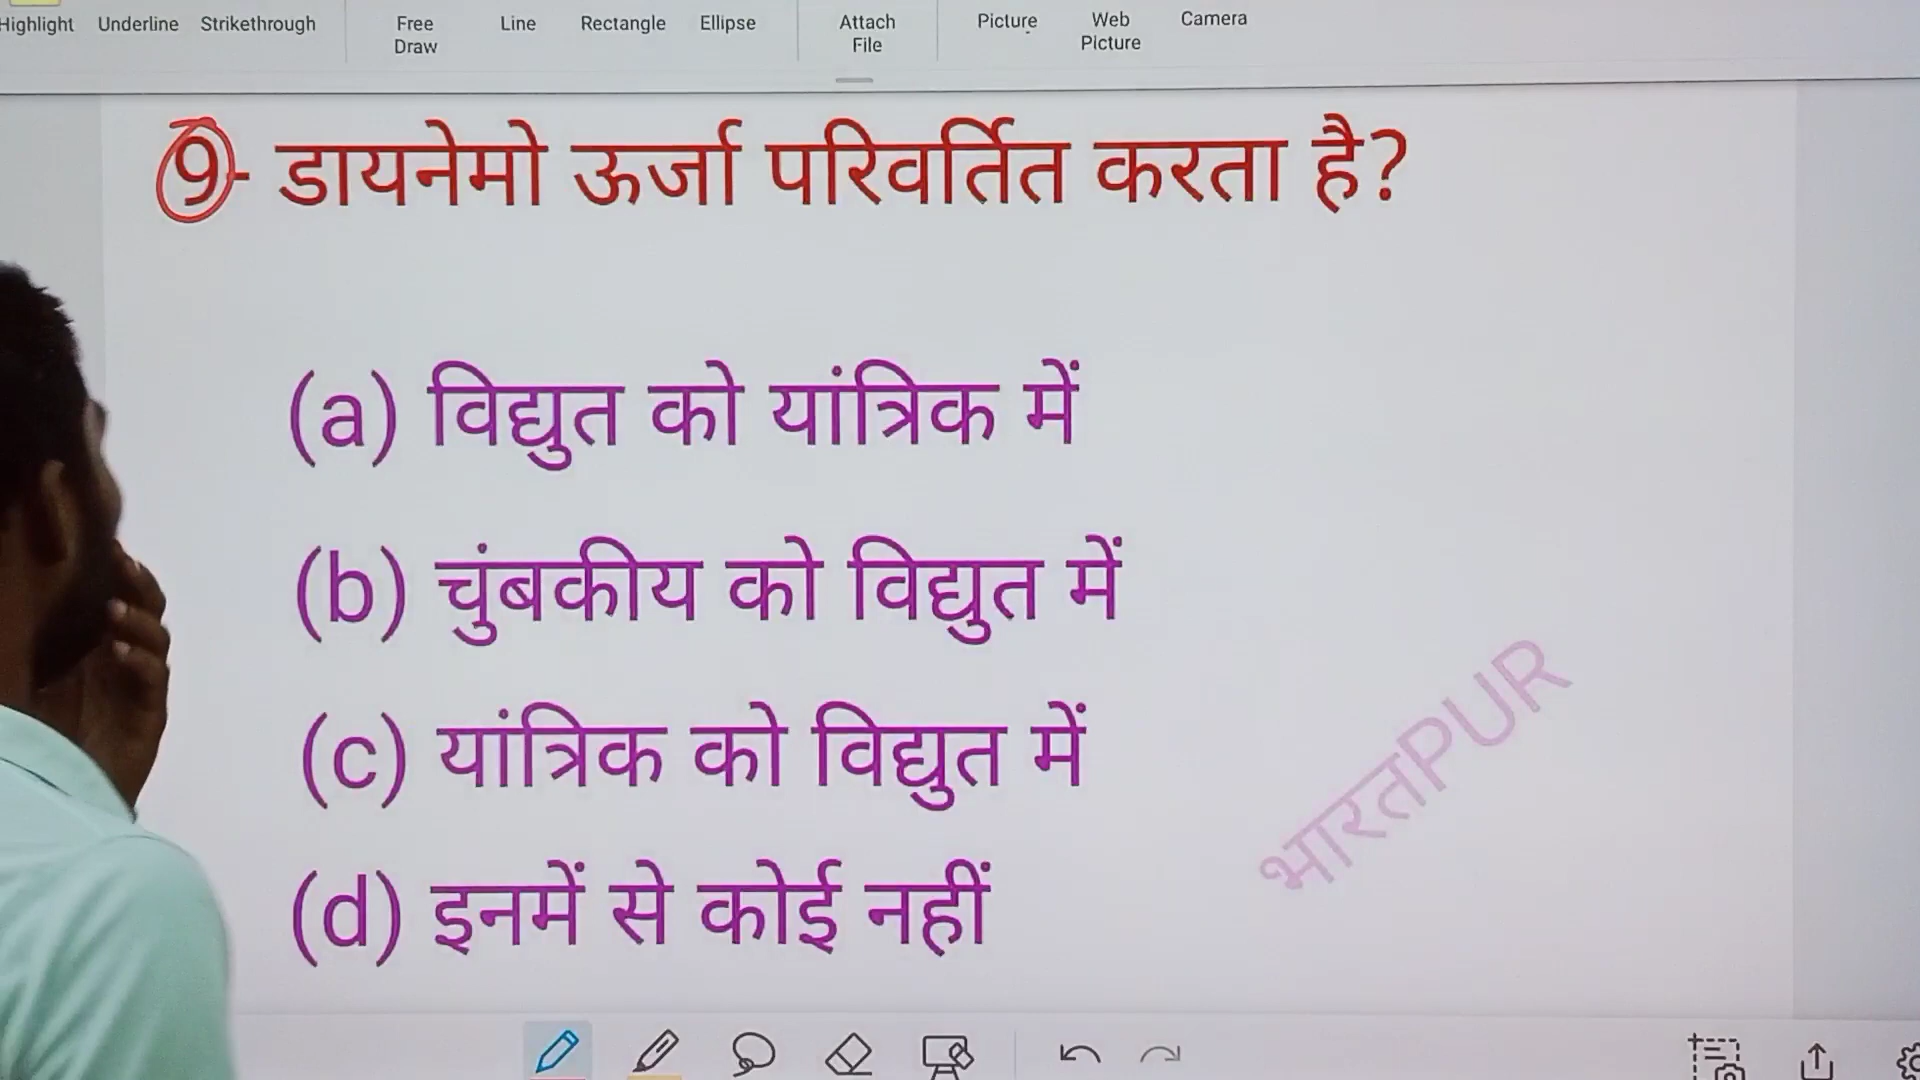 Highlight Underline Strikethrough Free Draw Line Rectangle Ellipse Attach File Picture Web Picture Camera
9- डायनेमो ऊर्जा परिवर्तित करता है?
(a) विद्युत को यांत्रिक में
(b) चुंबकीय को विद्युत में
(c) यांत्रिक को विद्युत में
(d) इनमें से कोई नहीं
भारतPUR